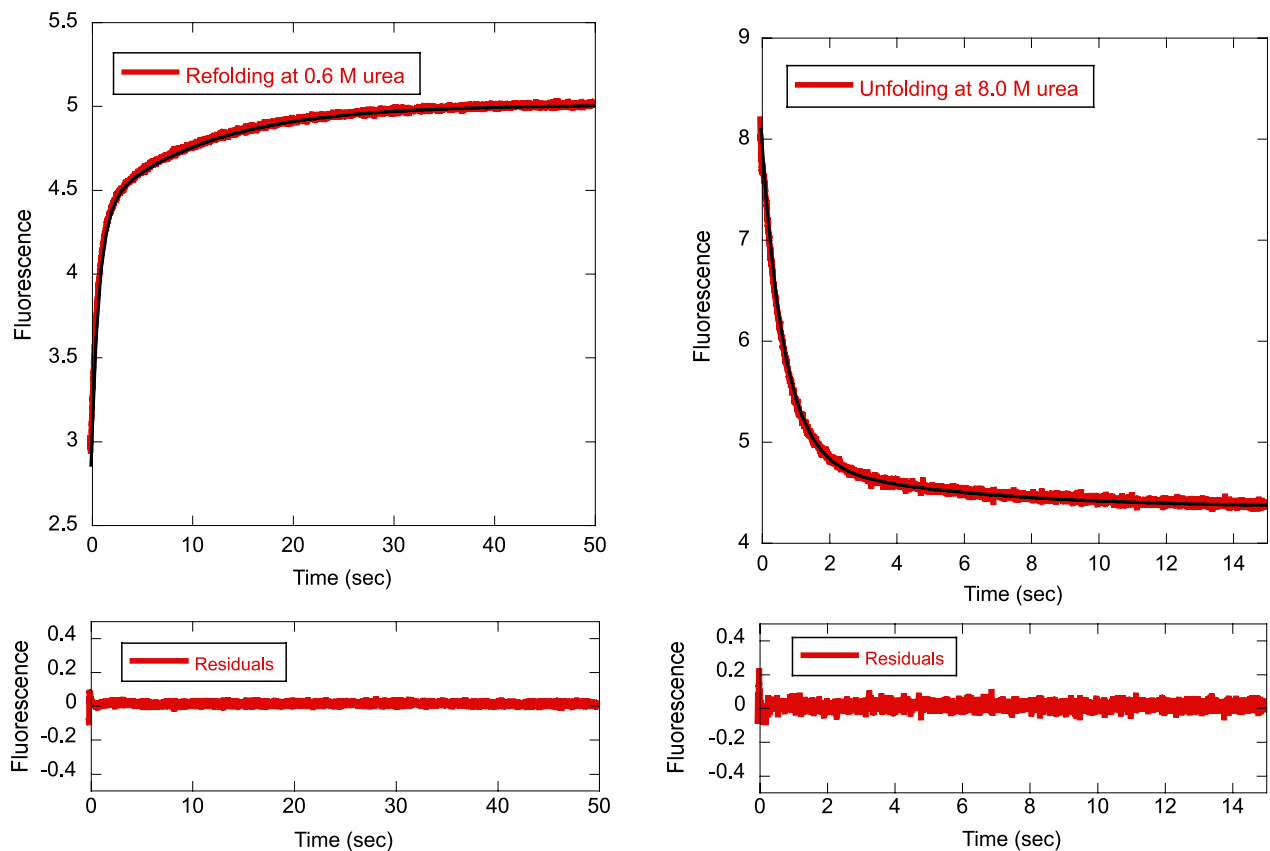 5.5
5
4.5
4
3.5
3
2.5
Fluorescence
Refolding at 0.6 M urea
0 10 20 30 40 50
Time (sec)
9
8
7
6
5
4
Fluorescence
Unfolding at 8.0 M urea
0 2 4 6 8 10 12 14
Time (sec)
0.4
0.2
0
-0.2
-0.4
Fluorescence
Residuals
0 10 20 30 40 50
Time (sec)
0.4
0.2
0
-0.2
-0.4
Fluorescence
Residuals
0 2 4 6 8 10 12 14
Time (sec)